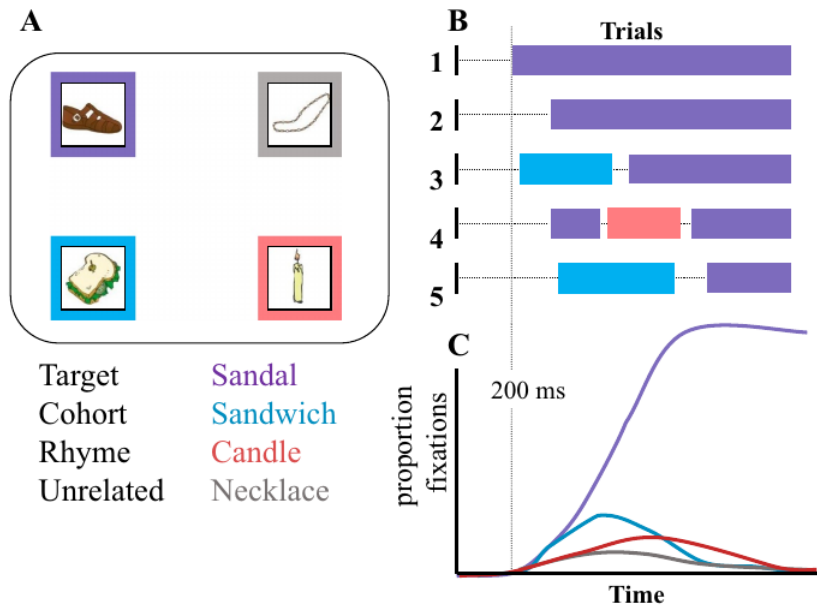 A
B
Trials
1
2
3
4
5
Target Sandal
Cohort Sandwich
Rhyme Candle
Unrelated Necklace
C
200 ms
proportion
fixations
Time